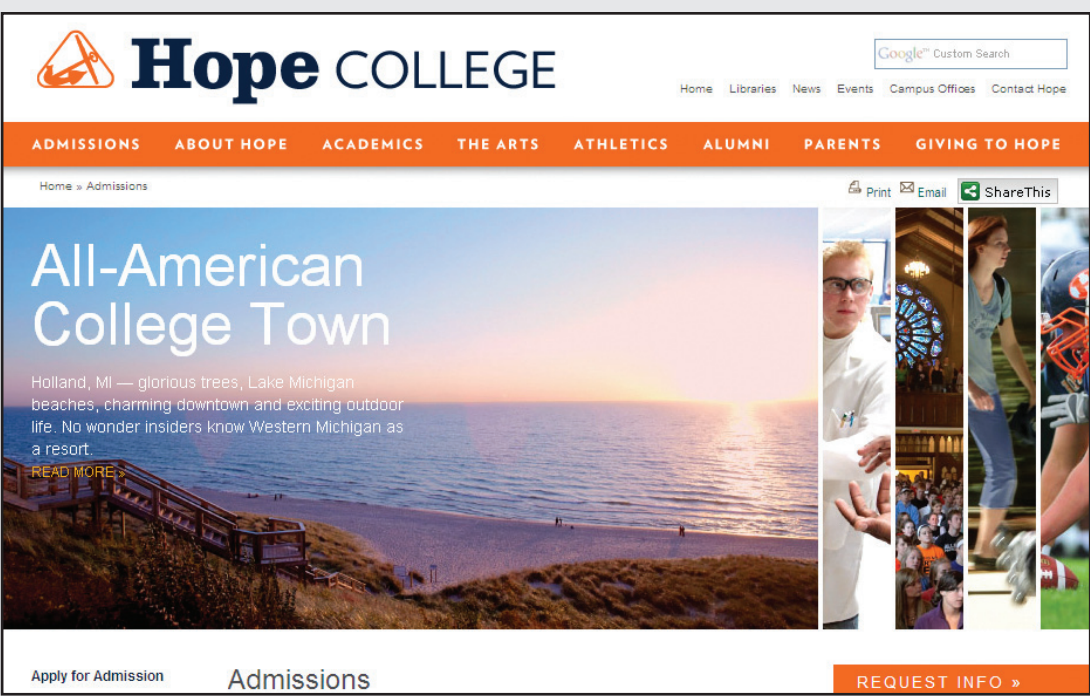 Hope COLLEGE
Google™ Custom Search
Home Libraries News Events Campus Offices Contact Hope
ADMISSIONS ABOUT HOPE ACADEMICS THE ARTS ATHLETICS ALUMNI PARENTS GIVING TO HOPE
Home » Admissions
Print Email ShareThis
All-American
College Town
Holland, MI — glorious trees, Lake Michigan
beaches, charming downtown and exciting outdoor
life. No wonder insiders know Western Michigan as
a resort.
READ MORE »
Apply for Admission
Admissions
REQUEST INFO »